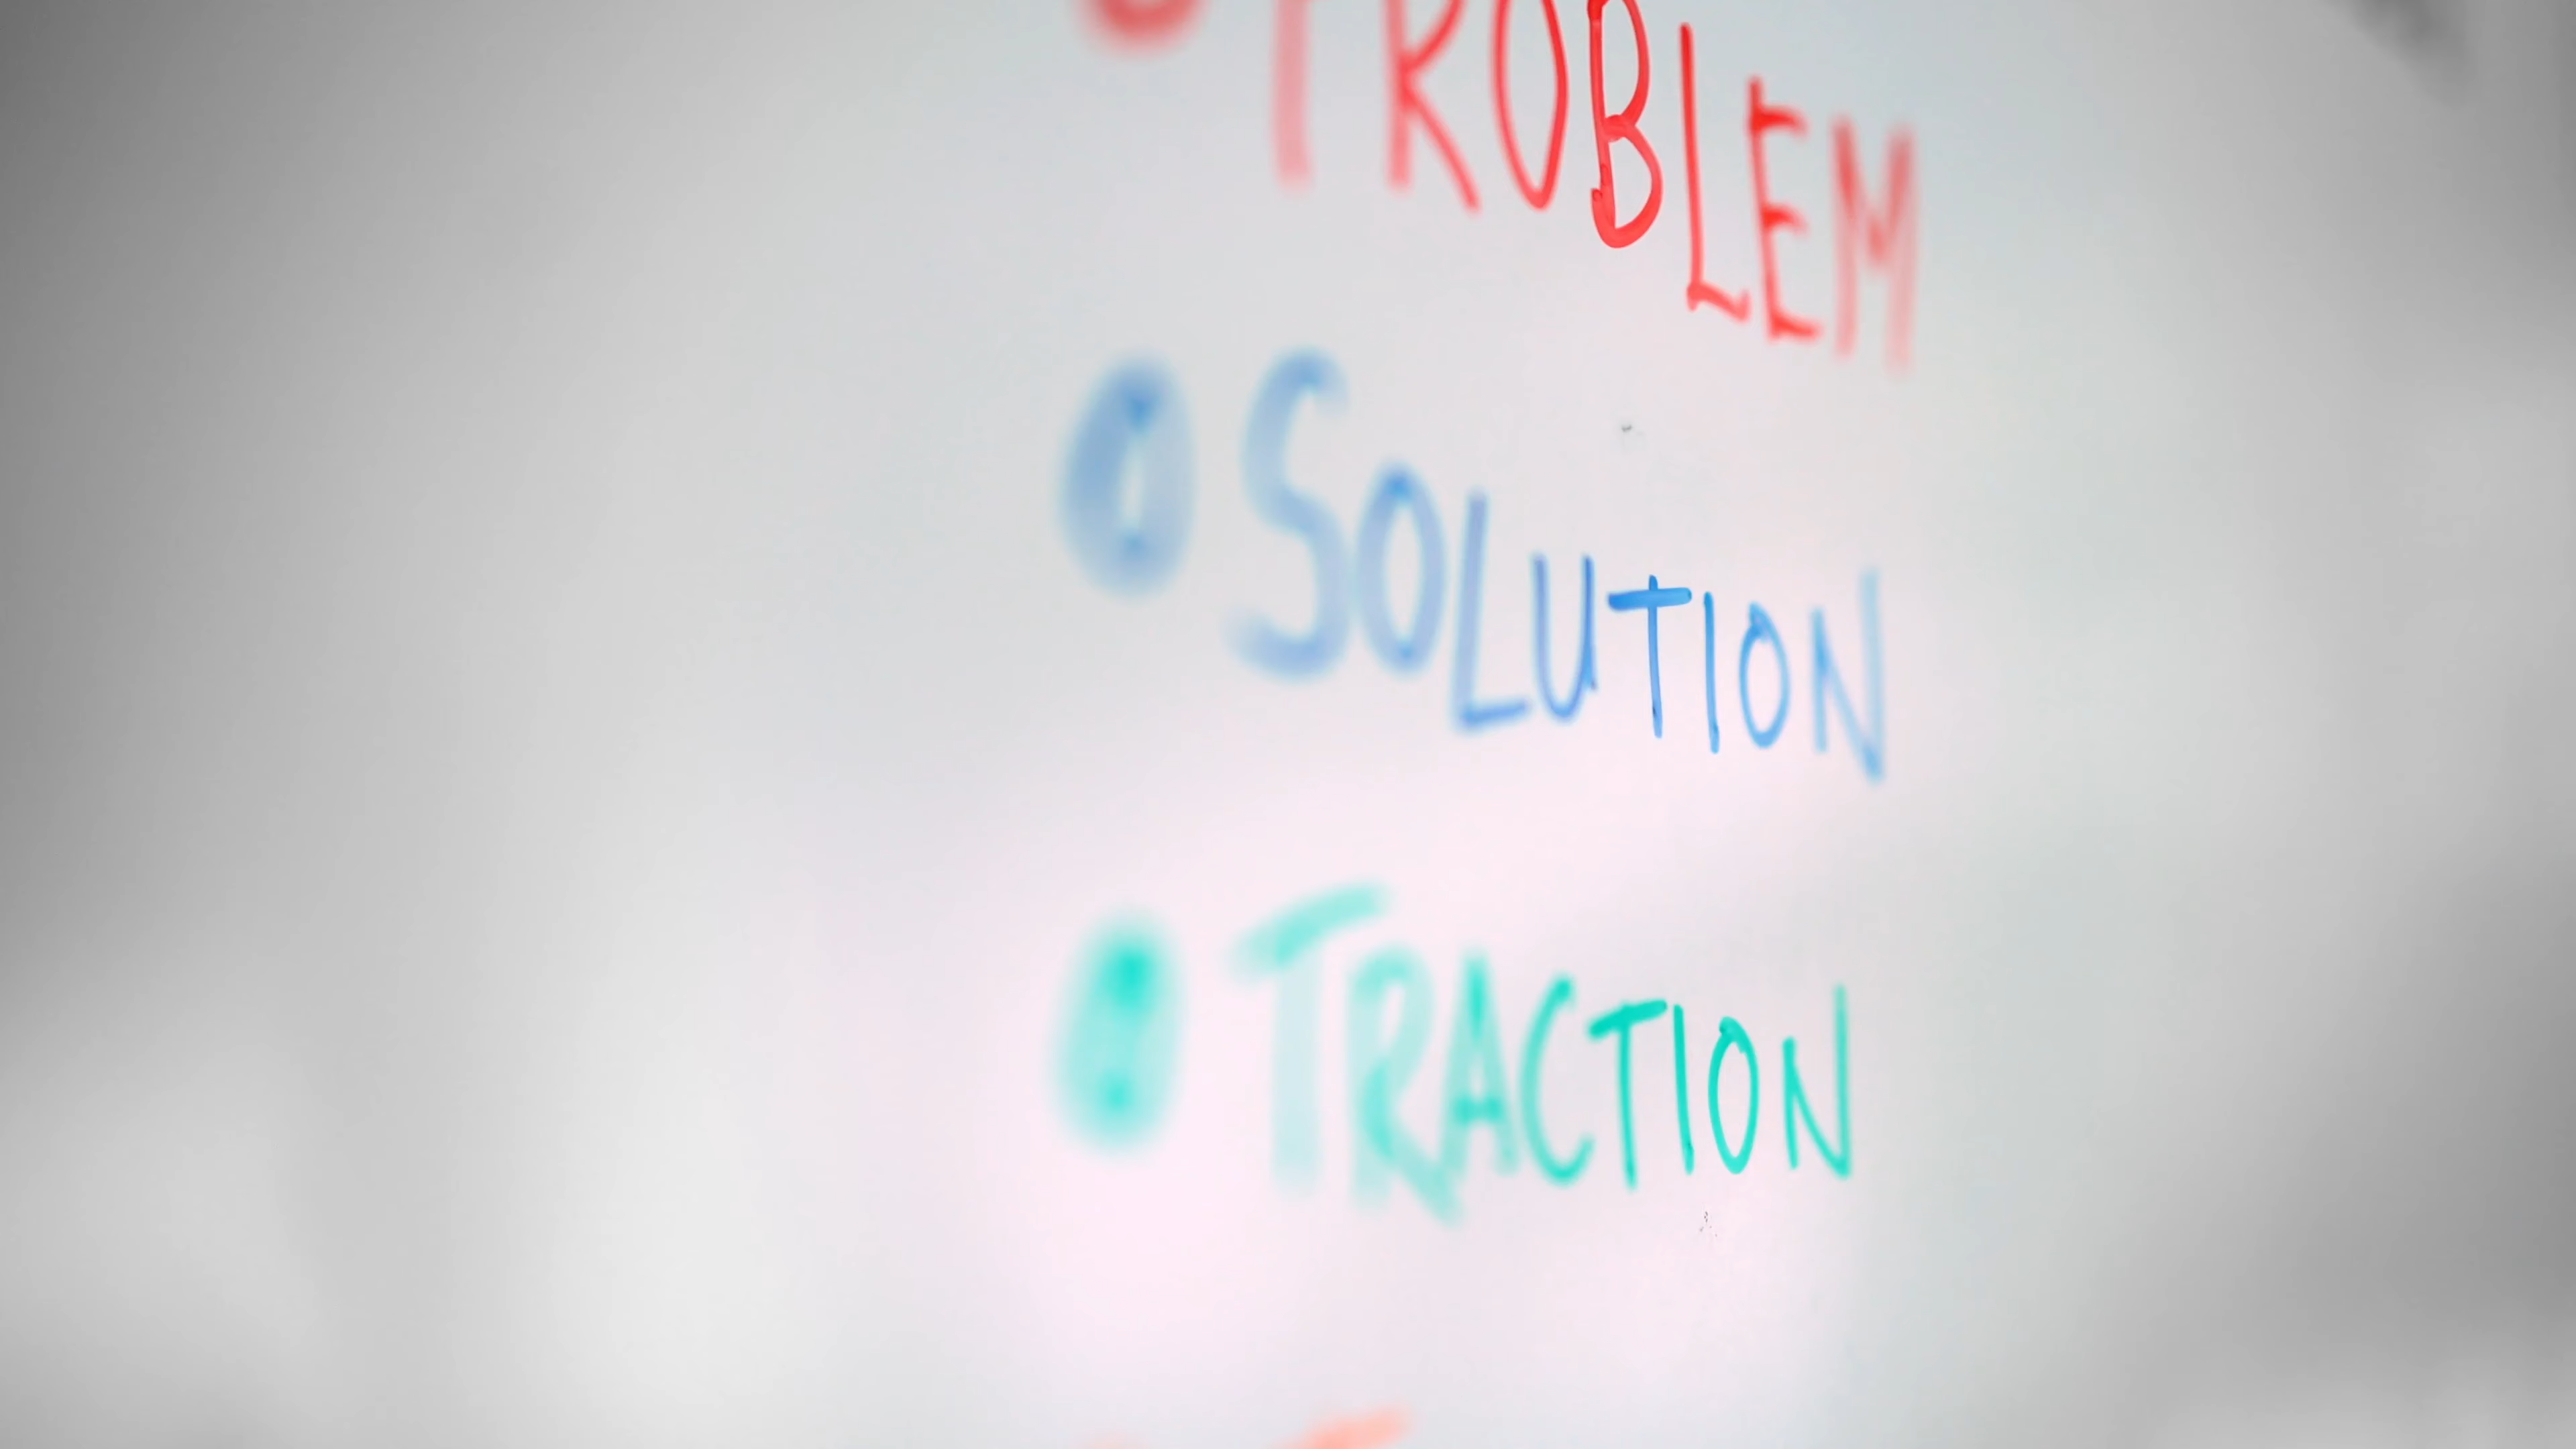 • PROBLEM
• SOLUTION
• TRACTION